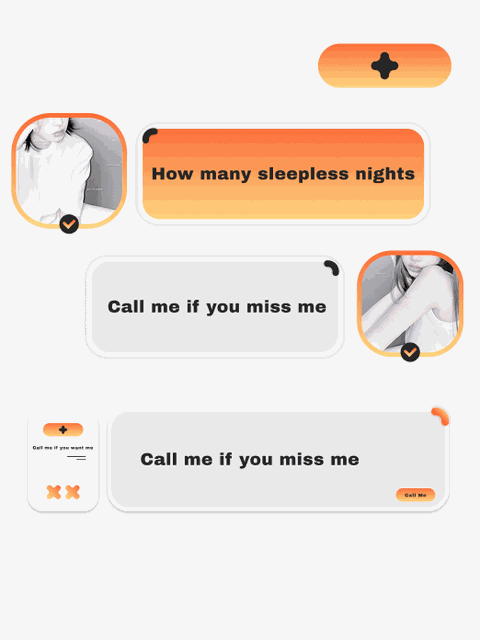 How many sleepless nights
Call me if you miss me
Call me if you want me
Call me if you miss me
Call Me